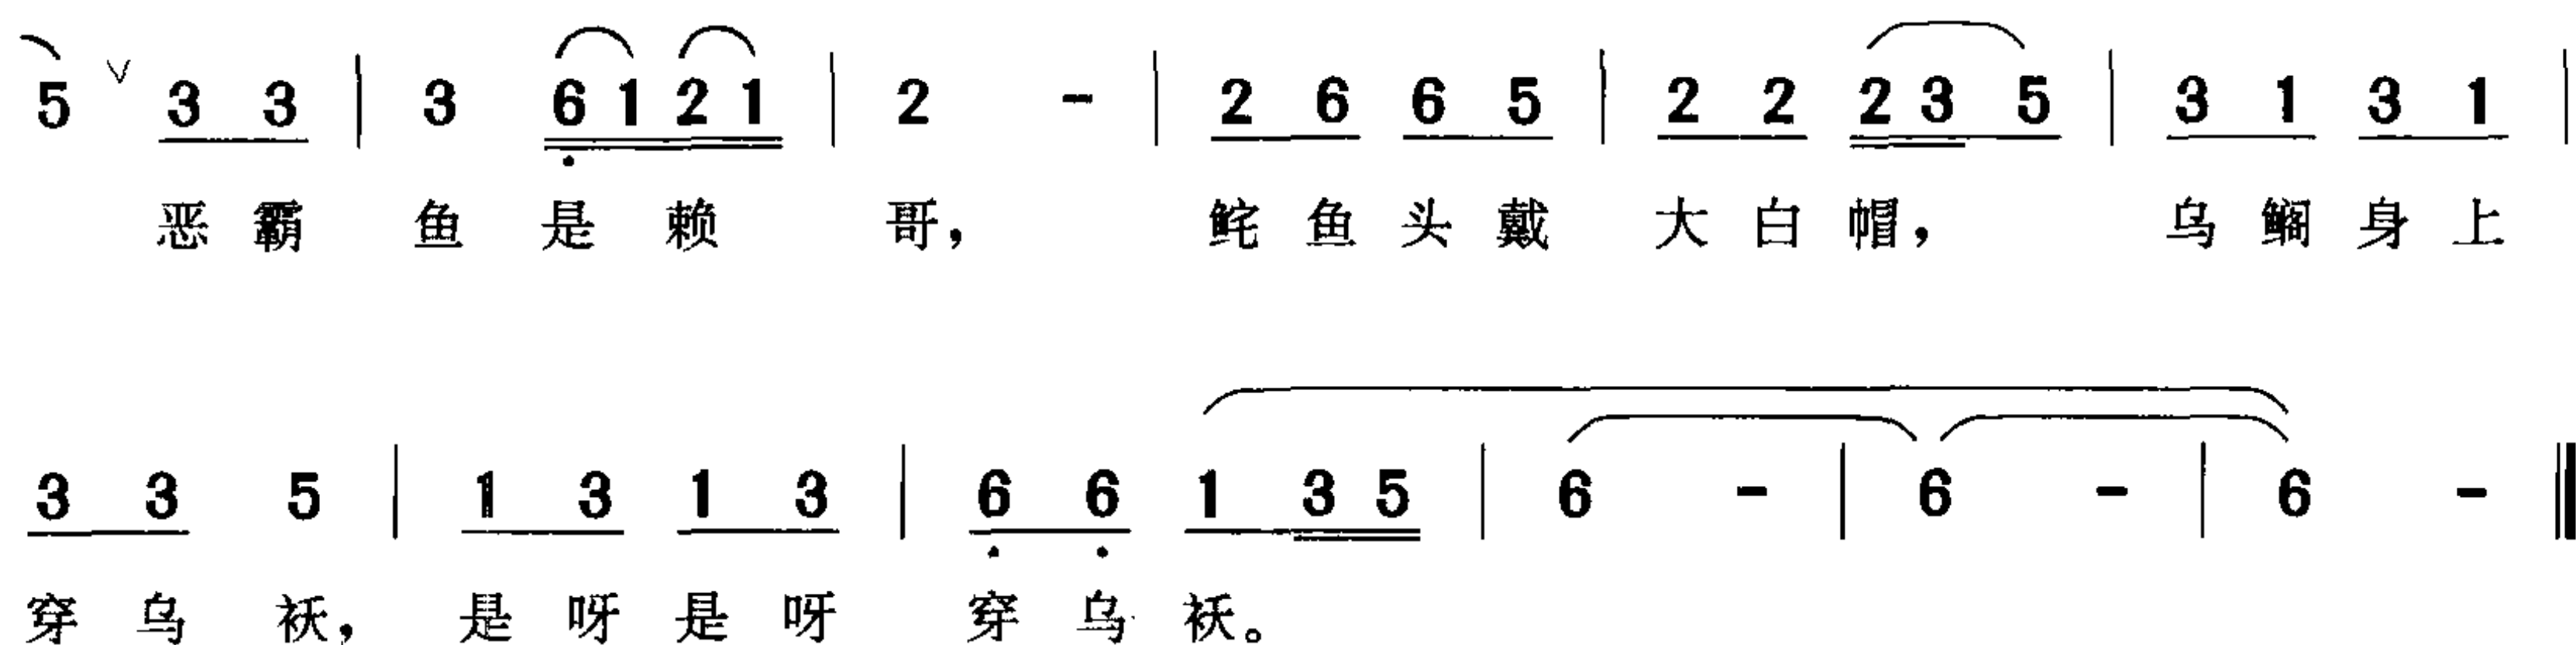 5 ∨ 3 3 | 3 6 1 2 1 | 2 - | 2 6 6 5 | 2 2 2 3 5 | 3 1 3 1 |
恶霸 鱼是赖 哥, 鮀鱼头戴 大白帽, 乌鳎身上
3 3 5 | 1 3 1 3 | 6 6 1 3 5 | 6 - | 6 - | 6 - ‖
穿乌袄, 是呀是呀 穿乌袄。